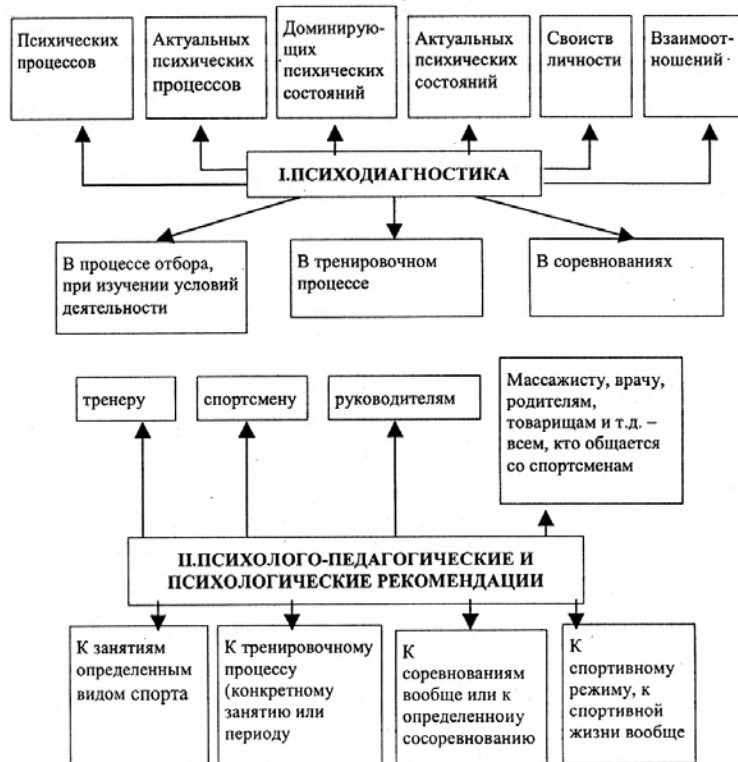 Психических
процессов
Актуальных
психических
процессов
Доминирую-
щих
психических
состояний
Актуальных
психических
состояний
Свойств
личности
Взаимоот-
ношений
I.ПСИХОДИАГНОСТИКА
В процессе отбора,
при изучении условий
деятельности
В тренировочном
процессе
В соревнованиях
тренеру
спортсмену
руководителям
Массажисту, врачу,
родителям,
товарищам и т.д. –
всем, кто общается
со спортсменам
II.ПСИХОЛОГО-ПЕДАГОГИЧЕСКИЕ И
ПСИХОЛОГИЧЕСКИЕ РЕКОМЕНДАЦИИ
К занятиям
определенным
видом спорта
К тренировочному
процессу
(конкретному
занятию или
периоду
К
соревнованиям
вообще или к
определенноиу
сосоревнованию
К
спортивному
режиму, к
спортивной
жизни вообще